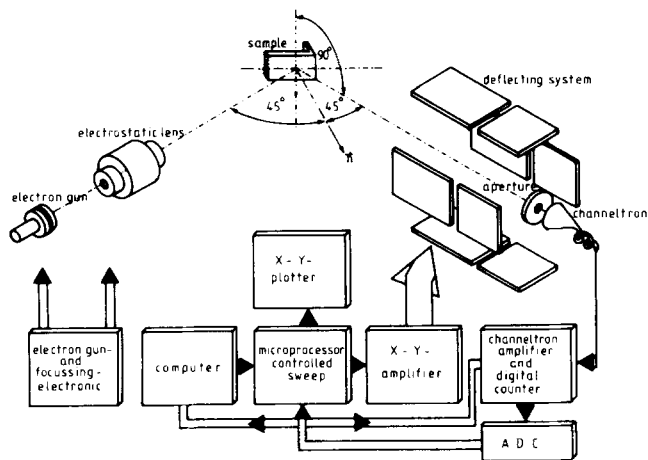 sample
90°
deflecting system
45°
45°
electrostatic lens
n
aperture
electron gun
channeltron
X - Y -
plotter
electron gun-
and
focussing-
electronic
computer
microprocessor
controlled
sweep
X - Y -
amplifier
channeltron
amplifier
and
digital
counter
A D C